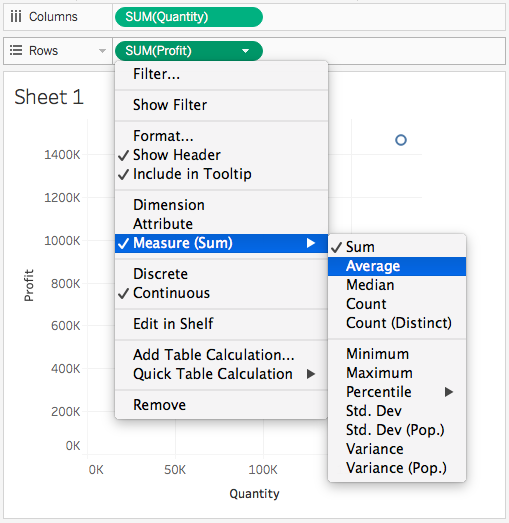 Columns
SUM(Quantity)
Rows
SUM(Profit)
Sheet 1
Filter...
Show Filter
Format...
Show Header
Include in Tooltip
Dimension
Attribute
Measure (Sum)
Discrete
Continuous
Edit in Shelf
Add Table Calculation...
Quick Table Calculation
Remove
Sum
Average
Median
Count
Count (Distinct)
Minimum
Maximum
Percentile
Std. Dev
Std. Dev (Pop.)
Variance
Variance (Pop.)
Profit
1400K
1200K
1000K
800K
600K
400K
200K
0K
0K
50K
100K
Quantity